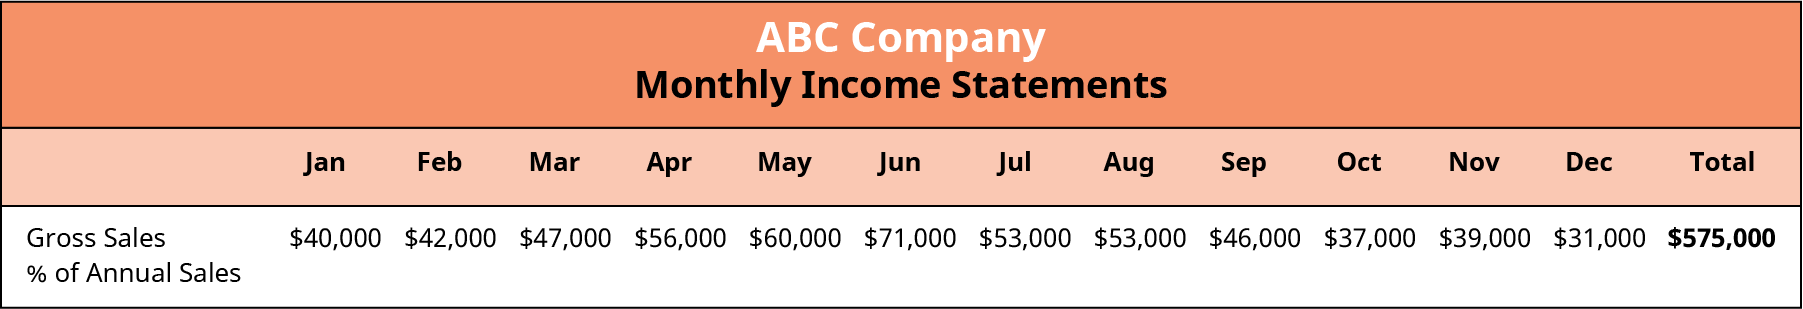 ABC Company
Monthly Income Statements
Jan Feb Mar Apr May Jun Jul Aug Sep Oct Nov Dec Total
Gross Sales $40,000 $42,000 $47,000 $56,000 $60,000 $71,000 $53,000 $53,000 $46,000 $37,000 $39,000 $31,000 $575,000
% of Annual Sales